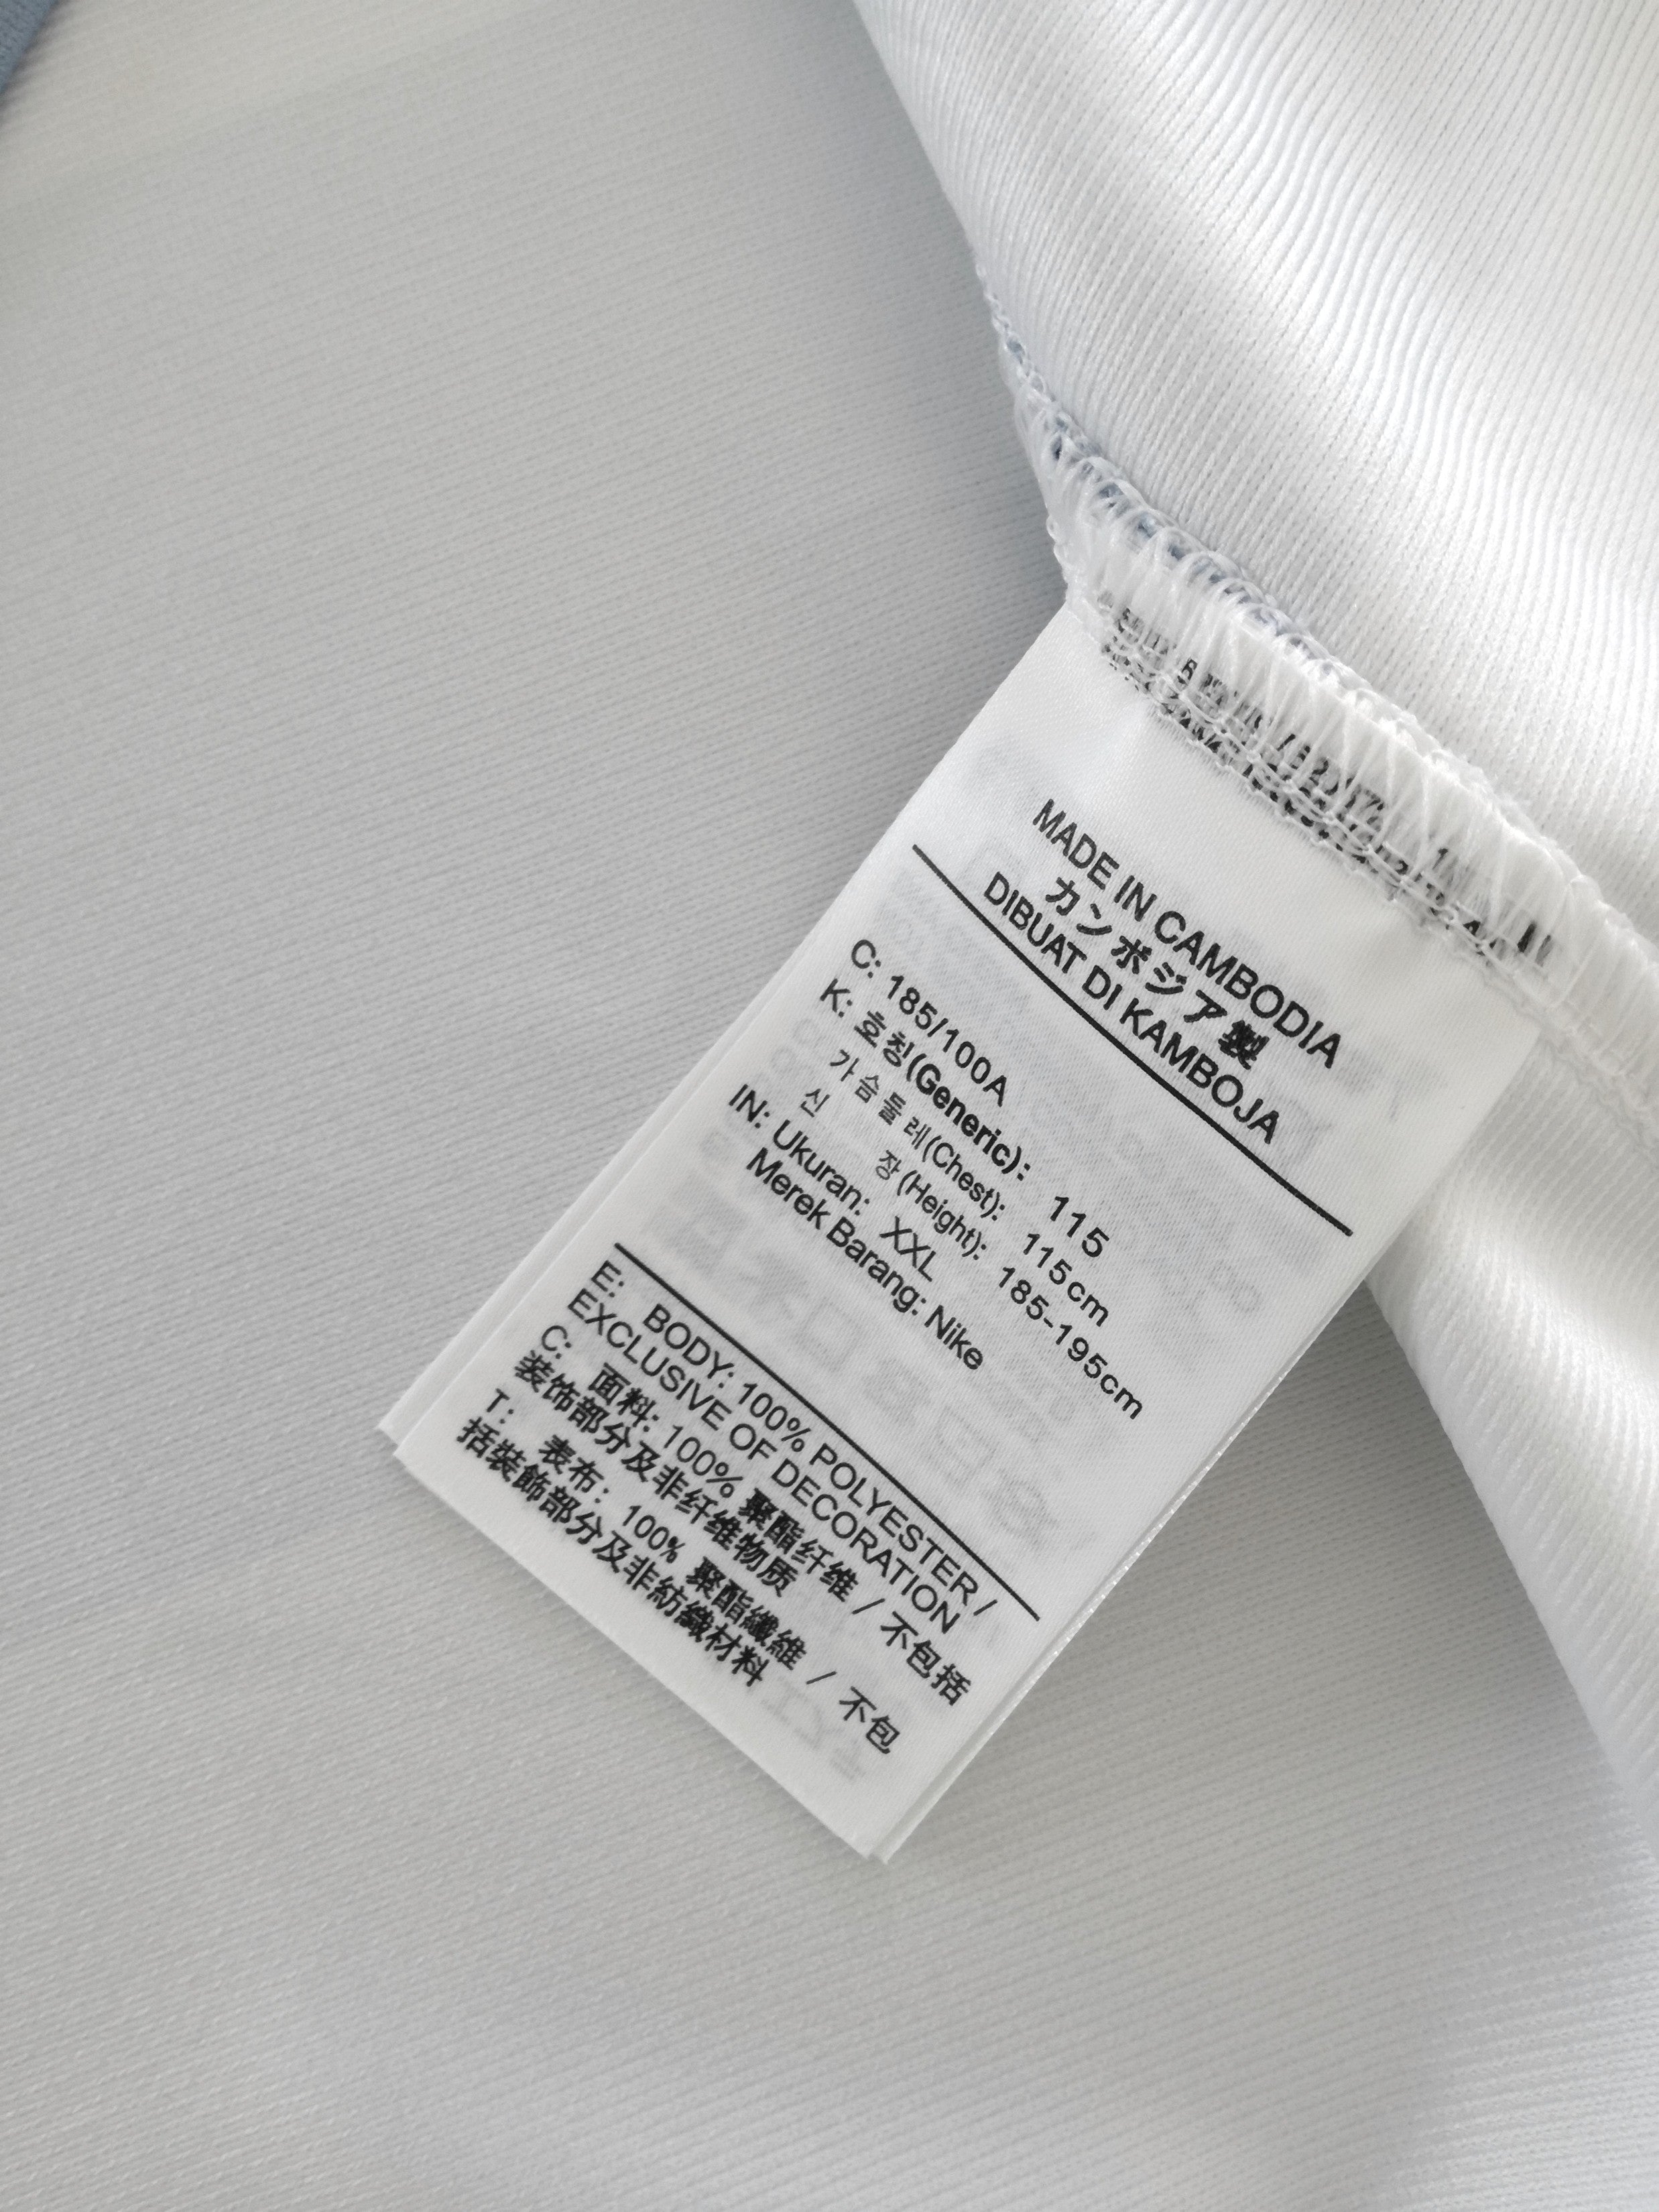 MADE IN CAMBODIA
カンボジア製
DIBUAT DI KAMBOJA
C: 185/100A
K: 호칭(Generic): 115
가슴둘레(Chest): 115cm
신 장(Height): 185-195cm
IN: Ukuran: XXL
Merek Barang: Nike
E: BODY: 100% POLYESTER /
EXCLUSIVE OF DECORATION
C: 面料: 100% 聚酯纤维 / 不包括
装饰部分及非纤维物质
T: 表布: 100% 聚酯纖維 / 不包
括裝飾部分及非紡織材料